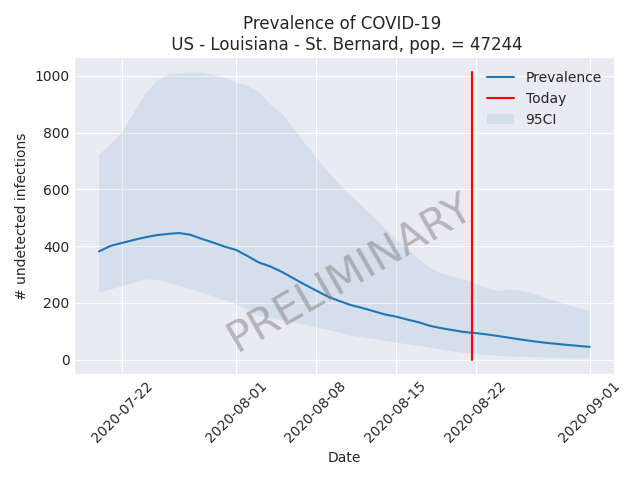 Prevalence of COVID-19
US - Louisiana - St. Bernard, pop. = 47244
1000
800
600
400
200
0
# undetected infections
Prevalence
Today
95CI
PRELIMINARY
2020-07-22
2020-08-01
2020-08-08
2020-08-15
2020-08-22
2020-09-01
Date